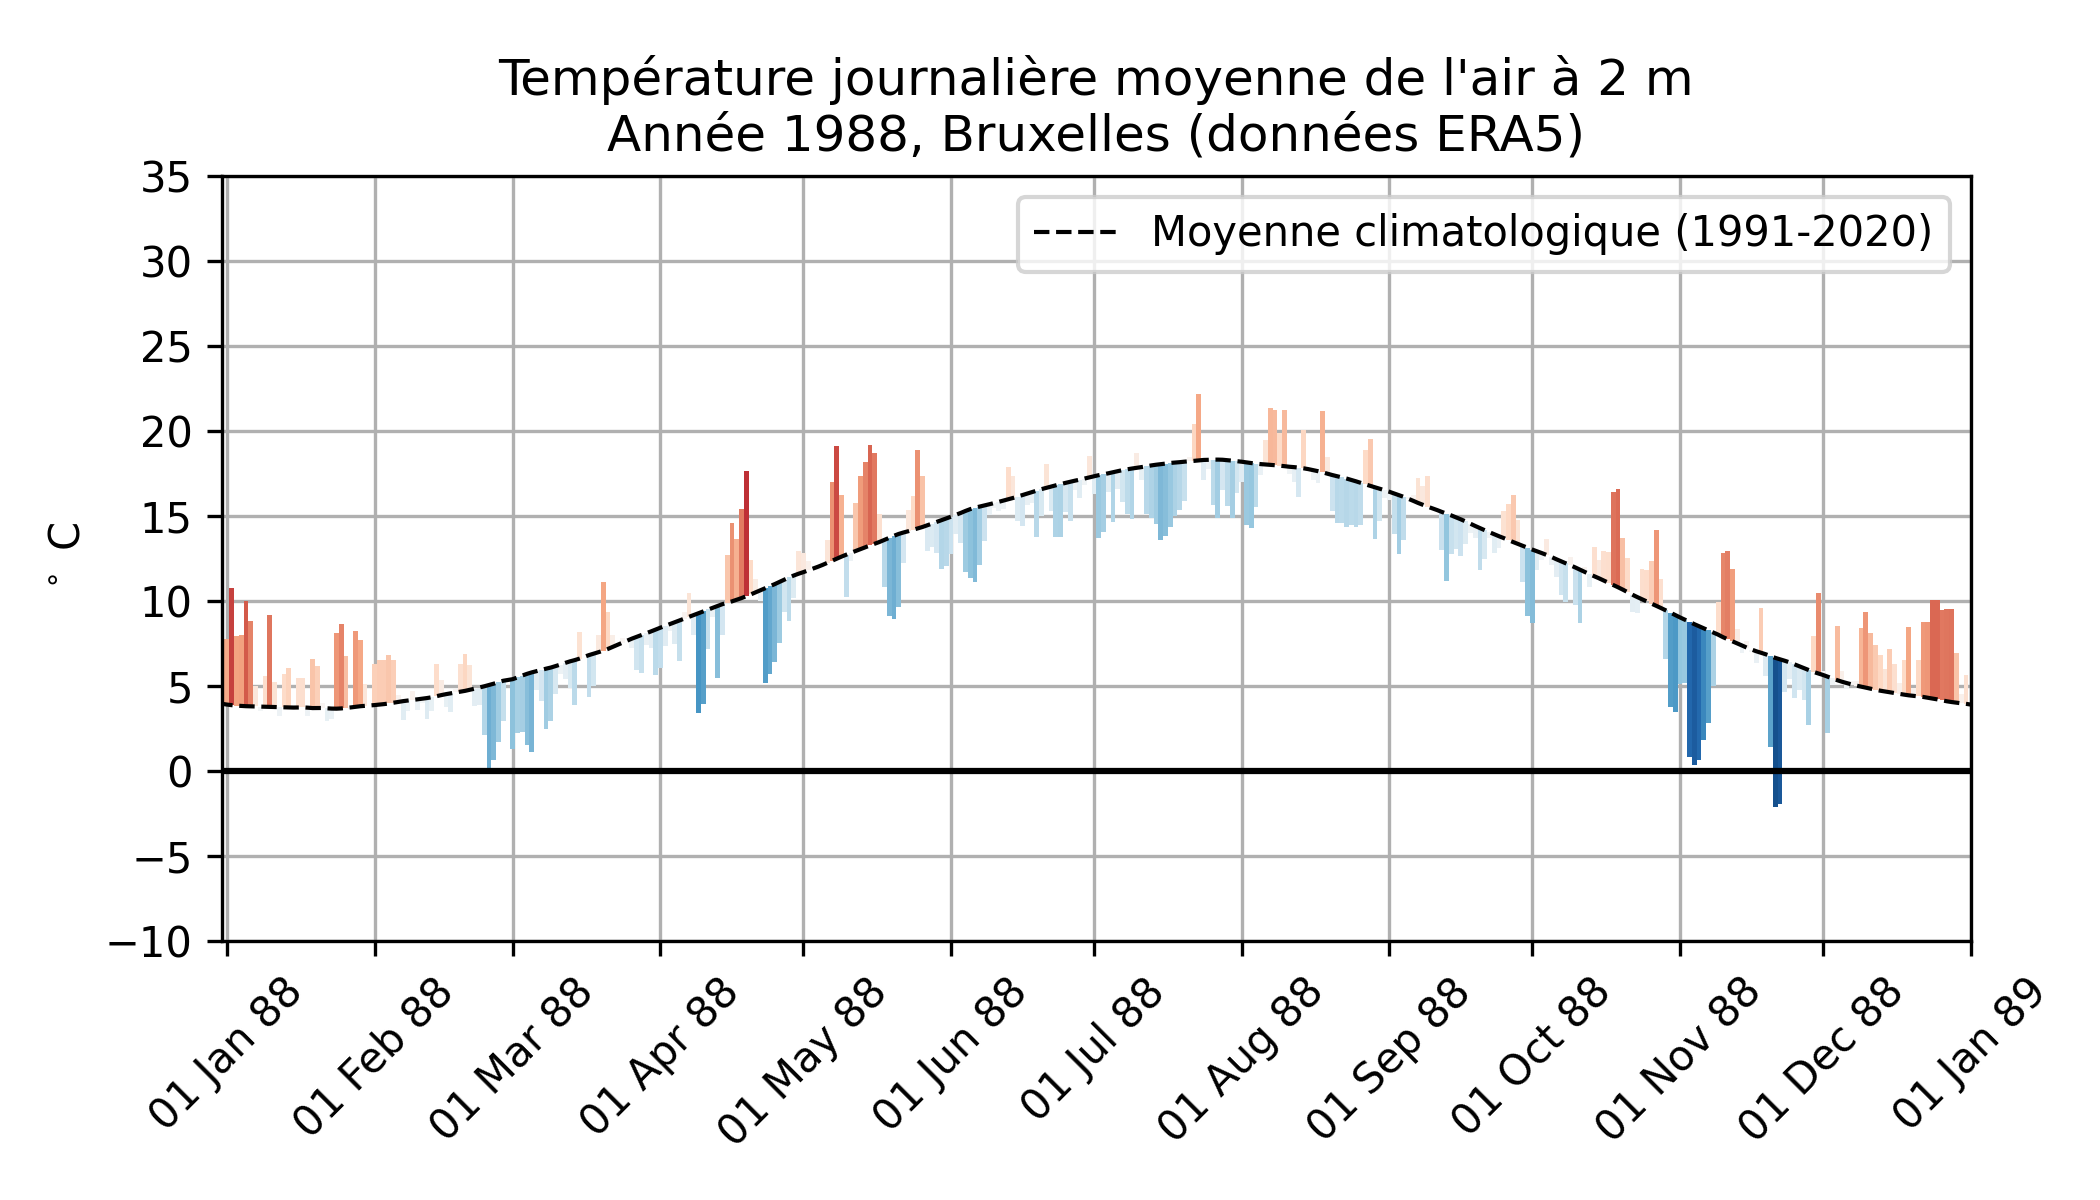 Température journalière moyenne de l'air à 2 m
Année 1988, Bruxelles (données ERA5)
Moyenne climatologique (1991-2020)
° C
35
30
25
20
15
10
5
0
−5
−10
01 Jan 88
01 Feb 88
01 Mar 88
01 Apr 88
01 May 88
01 Jun 88
01 Jul 88
01 Aug 88
01 Sep 88
01 Oct 88
01 Nov 88
01 Dec 88
01 Jan 89